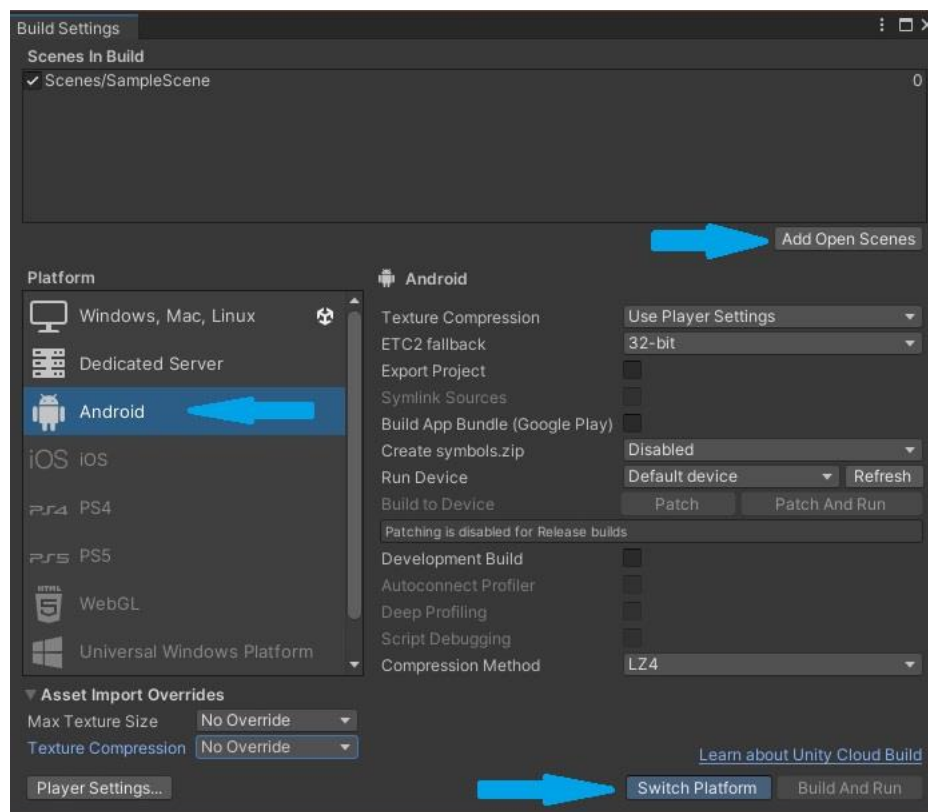 Build Settings
Scenes In Build
Scenes/SampleScene 0
Add Open Scenes
Platform
Windows, Mac, Linux
Dedicated Server
Android
iOS iOS
PS4 PS4
PS5 PS5
HTML 5 WebGL
Universal Windows Platform
Android
Texture Compression Use Player Settings
ETC2 fallback 32-bit
Export Project
Symlink Sources
Build App Bundle (Google Play)
Create symbols.zip Disabled
Run Device Default device Refresh
Build to Device Patch Patch And Run
Patching is disabled for Release builds
Development Build
Autoconnect Profiler
Deep Profiling
Script Debugging
Compression Method LZ4
Asset Import Overrides
Max Texture Size No Override
Texture Compression No Override
Learn about Unity Cloud Build
Player Settings... Switch Platform Build And Run